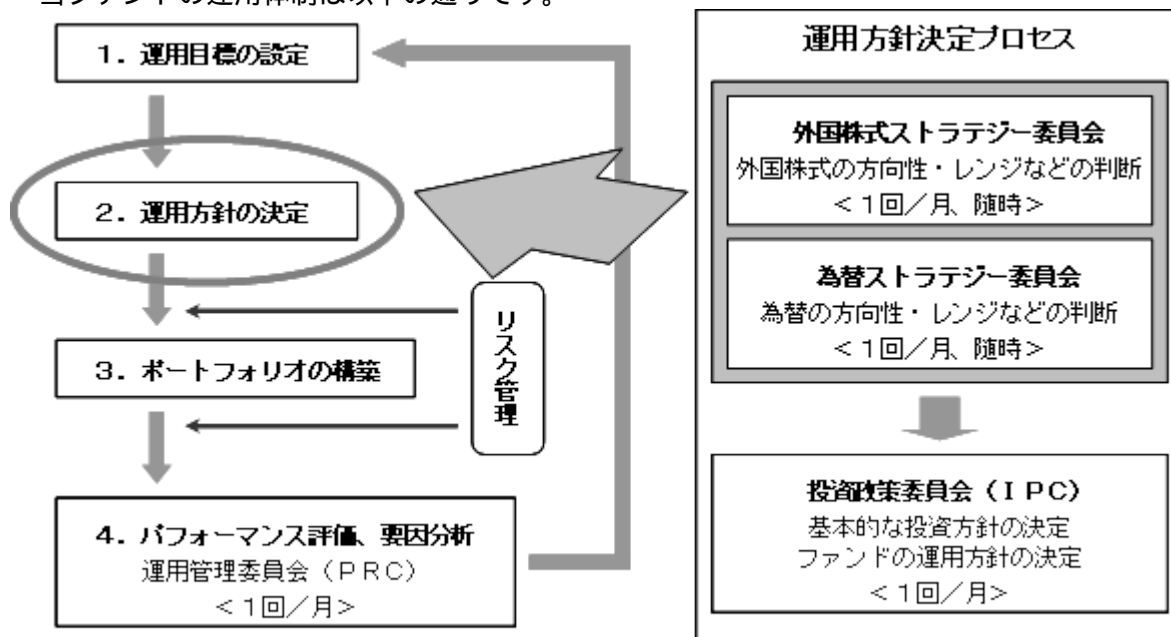 当ファンドの運用体制は以下の通りです。
1．運用目標の設定
2．運用方針の決定
3．ポートフォリオの構築
4．パフォーマンス評価、要因分析
運用管理委員会（ＰＲＣ）
＜１回／月＞
リスク管理
運用方針決定プロセス
外国株式ストラテジー委員会
外国株式の方向性・レンジなどの判断
＜１回／月、随時＞
為替ストラテジー委員会
為替の方向性・レンジなどの判断
＜１回／月、随時＞
投資政策委員会（ＩＰＣ）
基本的な投資方針の決定
ファンドの運用方針の決定
＜１回／月＞